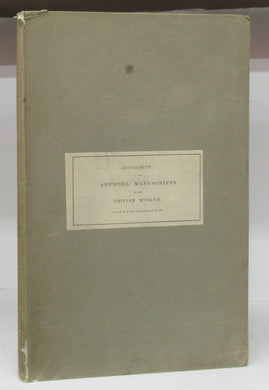 CATALOGUE
OF THE
ARUNDEL MANUSCRIPTS
IN THE
BRITISH MUSEUM.